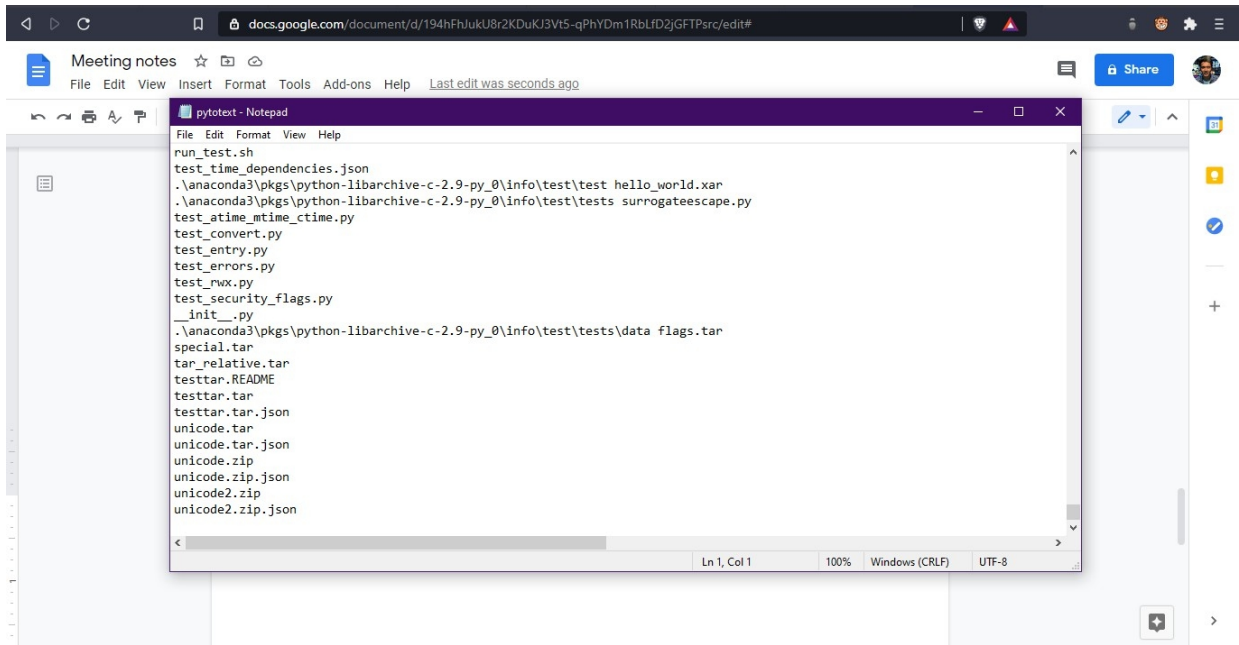 docs.google.com/document/d/194hFhJukU8r2KDuKJ3Vt5-qPhYDm1RbLfD2jGFTPsrc/edit#
Meeting notes
File Edit View Insert Format Tools Add-ons Help Last edit was seconds ago
Share
pytotext - Notepad
File Edit Format View Help
run_test.sh
test_time_dependencies.json
.\anaconda3\pkgs\python-libarchive-c-2.9-py_0\info\test\test hello_world.xar
.\anaconda3\pkgs\python-libarchive-c-2.9-py_0\info\test\tests surrogateescape.py
test_atime_mtime_ctime.py
test_convert.py
test_entry.py
test_errors.py
test_rwx.py
test_security_flags.py
__init__.py
.\anaconda3\pkgs\python-libarchive-c-2.9-py_0\info\test\tests\data flags.tar
special.tar
tar_relative.tar
testtar.README
testtar.tar
testtar.tar.json
unicode.tar
unicode.tar.json
unicode.zip
unicode.zip.json
unicode2.zip
unicode2.zip.json
Ln 1, Col 1 100% Windows (CRLF) UTF-8
31
1